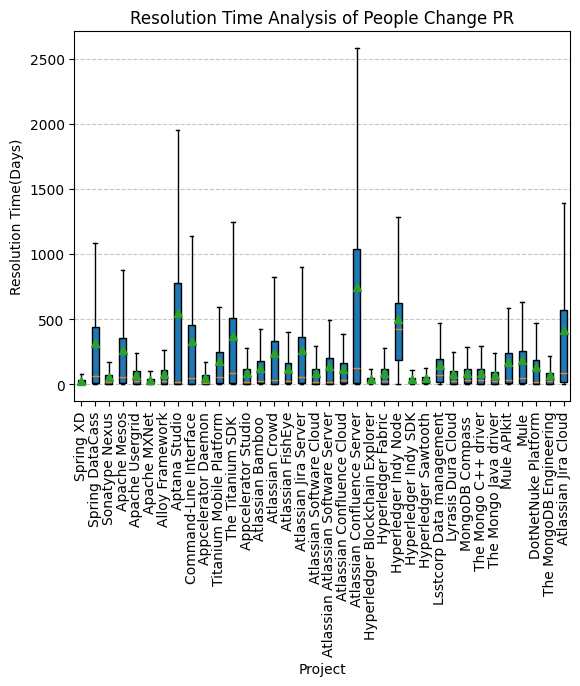 Resolution Time Analysis of People Change PR
2500
2000
1500
1000
500
0
Resolution Time(Days)
Spring XD
Spring DataCass
Sonatype Nexus
Apache Mesos
Apache Usergrid
Apache MXNet
Alloy Framework
Aptana Studio
Command-Line Interface
Appcelerator Daemon
Titanium Mobile Platform
The Titanium SDK
Appcelerator Studio
Atlassian Bamboo
Atlassian Crowd
Atlassian FishEye
Atlassian Jira Server
Atlassian Software Cloud
Atlassian Atlassian Software Server
Atlassian Confluence Cloud
Atlassian Confluence Server
Hyperledger Blockchain Explorer
Hyperledger Fabric
Hyperledger Indy Node
Hyperledger Indy SDK
Hyperledger Sawtooth
Lsstcorp Data management
Lyrasis Dura Cloud
MongoDB Compass
The Mongo C++ driver
The Mongo Java driver
Mule APIkit
Mule
DotNetNuke Platform
The MongoDB Engineering
Atlassian Jira Cloud
Project